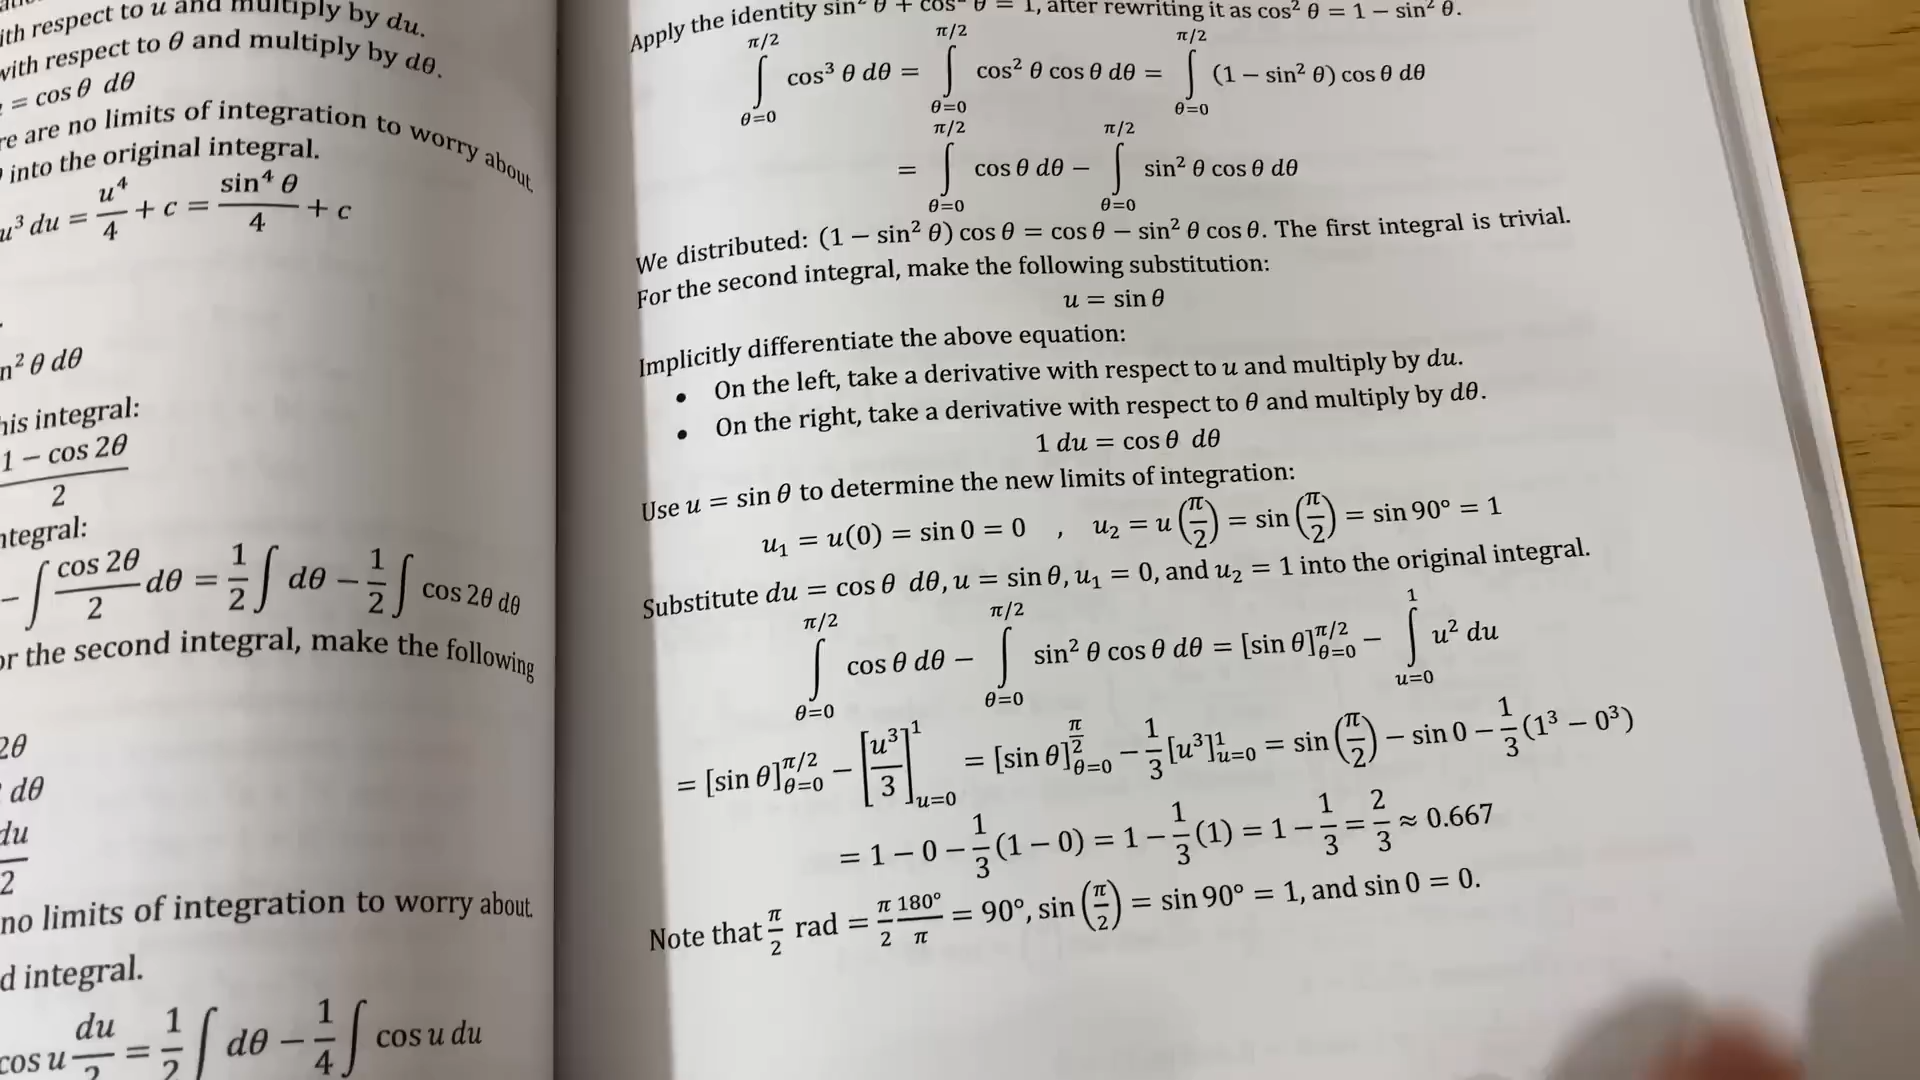 ith respect to u and multiply by du.
with respect to θ and multiply by dθ.
= cos θ dθ
re are no limits of integration to worry about
into the original integral.
u³ du = u⁴/4 + c = sin⁴ θ/4 + c
n² θ dθ
his integral:
1 − cos 2θ
2
ntegral:
− ∫ cos 2θ/2 dθ = 1/2 ∫ dθ − 1/2 ∫ cos 2θ dθ
or the second integral, make the following
2θ
dθ
du
2
no limits of integration to worry about.
d integral.
cos u du/2 = 1/2 ∫ dθ − 1/4 ∫ cos u du
Apply the identity sin² θ + cos² θ = 1, after rewriting it as cos² θ = 1 − sin² θ.
∫_{θ=0}^{π/2} cos³ θ dθ = ∫_{θ=0}^{π/2} cos² θ cos θ dθ = ∫_{θ=0}^{π/2} (1 − sin² θ) cos θ dθ
= ∫_{θ=0}^{π/2} cos θ dθ − ∫_{θ=0}^{π/2} sin² θ cos θ dθ
We distributed: (1 − sin² θ) cos θ = cos θ − sin² θ cos θ. The first integral is trivial.
For the second integral, make the following substitution:
u = sin θ
Implicitly differentiate the above equation:
• On the left, take a derivative with respect to u and multiply by du.
• On the right, take a derivative with respect to θ and multiply by dθ.
1 du = cos θ dθ
Use u = sin θ to determine the new limits of integration:
u₁ = u(0) = sin 0 = 0 , u₂ = u(π/2) = sin(π/2) = sin 90° = 1
Substitute du = cos θ dθ, u = sin θ, u₁ = 0, and u₂ = 1 into the original integral.
∫_{θ=0}^{π/2} cos θ dθ − ∫_{θ=0}^{π/2} sin² θ cos θ dθ = [sin θ]_{θ=0}^{π/2} − ∫_{u=0}^{1} u² du
= [sin θ]_{θ=0}^{π/2} − [u³/3]_{u=0}^{1} = [sin θ]_{θ=0}^{π/2} − 1/3 [u³]_{u=0}^{1} = sin(π/2) − sin 0 − 1/3 (1³ − 0³)
= 1 − 0 − 1/3 (1 − 0) = 1 − 1/3 (1) = 1 − 1/3 = 2/3 ≈ 0.667
Note that π/2 rad = π/2 180°/π = 90°, sin(π/2) = sin 90° = 1, and sin 0 = 0.